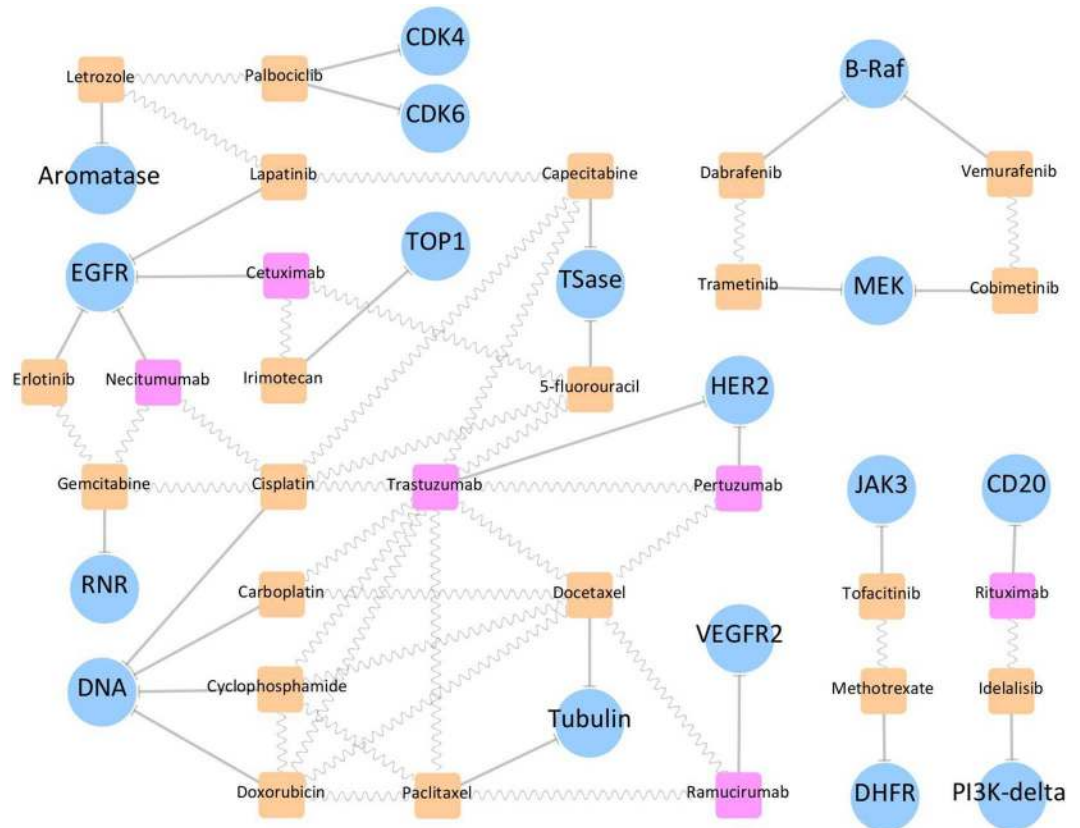 CDK4
Letrozole
Palbociclib
B-Raf
CDK6
Aromatase
Lapatinib
Capecitabine
Dabrafenib
Vemurafenib
TOP1
EGFR
Cetuximab
TSase
Trametinib
MEK
Cobimetinib
Erlotinib
Necitumumab
Irinotecan
5-fluorouracil
HER2
Gemcitabine
Cisplatin
Trastuzumab
Pertuzumab
JAK3
CD20
RNR
Carboplatin
Docetaxel
Tofacitinib
Rituximab
VEGFR2
DNA
Cyclophosphamide
Tubulin
Methotrexate
Idelalisib
Doxorubicin
Paclitaxel
Ramucirumab
DHFR
PI3K-delta